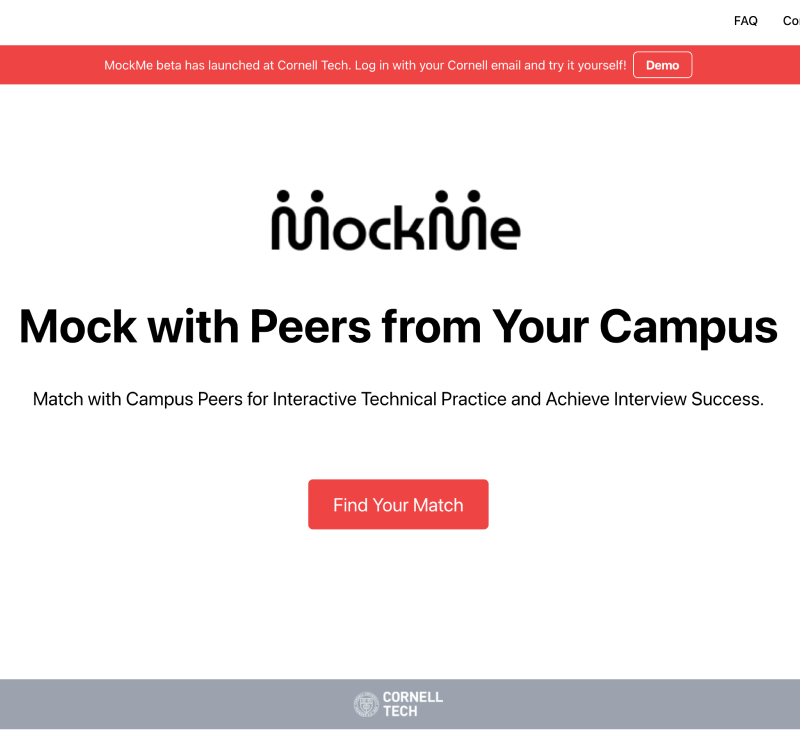 FAQ
MockMe beta has launched at Cornell Tech. Log in with your Cornell email and try it yourself! Demo
MockMe
Mock with Peers from Your Campus
Match with Campus Peers for Interactive Technical Practice and Achieve Interview Success.
Find Your Match
CORNELL
TECH